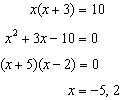 x(x + 3) = 10
x² + 3x − 10 = 0
(x + 5)(x − 2) = 0
x = −5, 2